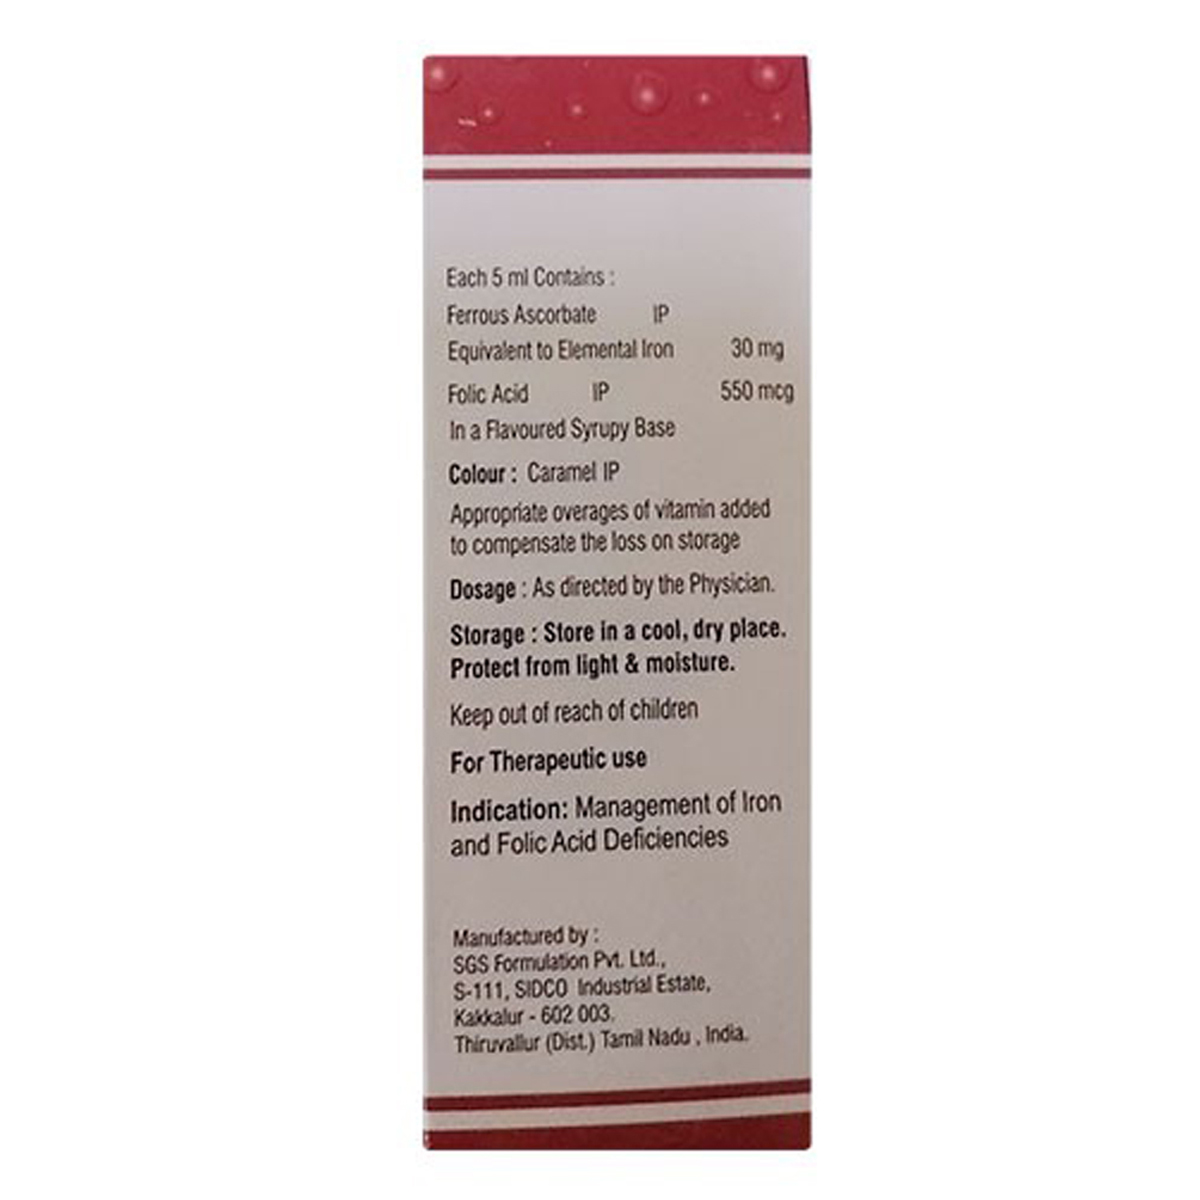 Each 5 ml Contains :
Ferrous Ascorbate IP
Equivalent to Elemental Iron 30 mg
Folic Acid IP 550 mcg
In a Flavoured Syrupy Base
Colour : Caramel IP
Appropriate overages of vitamin added
to compensate the loss on storage
Dosage : As directed by the Physician.
Storage : Store in a cool, dry place.
Protect from light & moisture.
Keep out of reach of children
For Therapeutic use
Indication: Management of Iron
and Folic Acid Deficiencies
Manufactured by :
SGS Formulation Pvt. Ltd.,
S-111, SIDCO Industrial Estate,
Kakkalur - 602 003.
Thiruvallur (Dist.) Tamil Nadu , India.